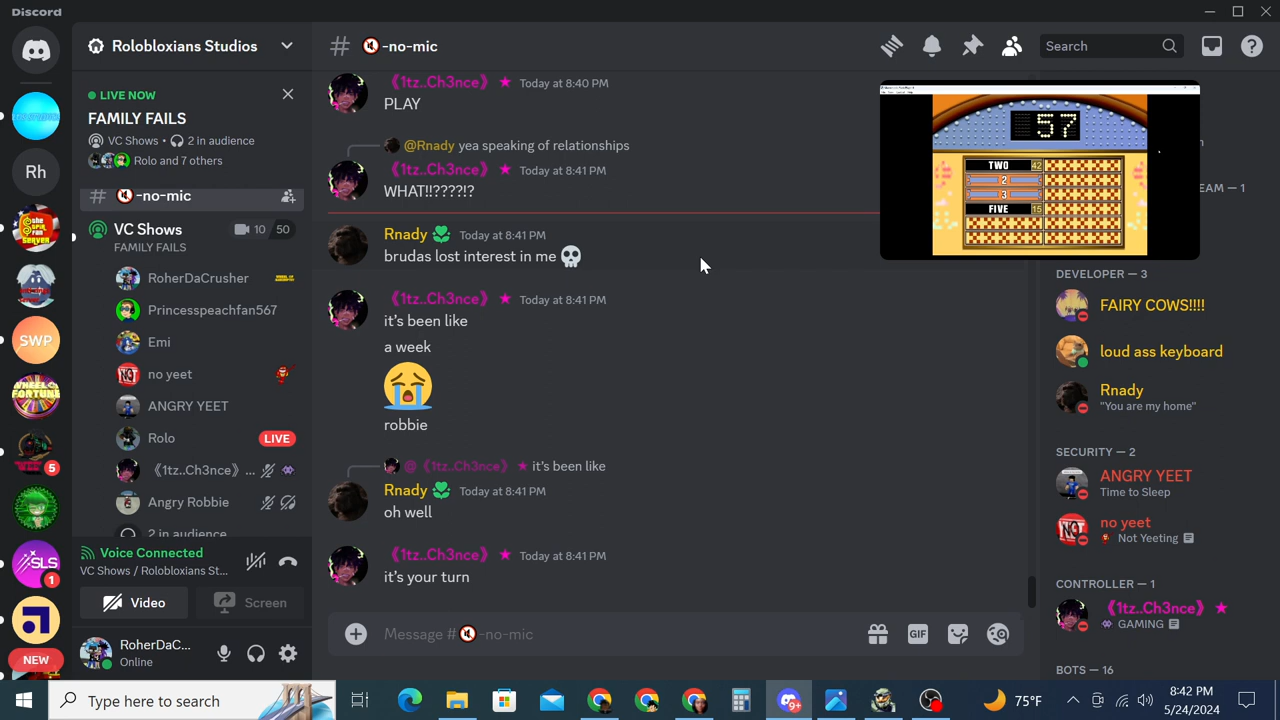 Discord
Rolobloxians Studios
# -no-mic
Search
LIVE NOW
FAMILY FAILS
VC Shows • 2 in audience
Rolo and 7 others
# -no-mic
VC Shows
10 50
FAMILY FAILS
RoherDaCrusher
Princesspeachfan567
Emi
no yeet
ANGRY YEET
Rolo
LIVE
《1tz..Ch3nce》 ...
Angry Robbie
2 in audience
Voice Connected
VC Shows / Rolobloxians St...
Video
Screen
RoherDaC...
Online
Rh
SWP
5
SLS
1
NEW
《1tz..Ch3nce》 ★ Today at 8:40 PM
PLAY
@Rnady yea speaking of relationships
《1tz..Ch3nce》 ★ Today at 8:41 PM
WHAT!!????!?
Rnady Today at 8:41 PM
brudas lost interest in me 💀
《1tz..Ch3nce》 ★ Today at 8:41 PM
it's been like
a week
😭
robbie
@《1tz..Ch3nce》 ★ it's been like
Rnady Today at 8:41 PM
oh well
《1tz..Ch3nce》 ★ Today at 8:41 PM
it's your turn
Message # -no-mic
GIF
57
TWO 42
2
3
FIVE 15
EAM — 1
DEVELOPER — 3
FAIRY COWS!!!!
loud ass keyboard
Rnady
"You are my home"
SECURITY — 2
ANGRY YEET
Time to Sleep
no yeet
Not Yeeting
CONTROLLER — 1
《1tz..Ch3nce》 ★
GAMING
BOTS — 16
Type here to search
9+
75°F
8:42 PM
5/24/2024